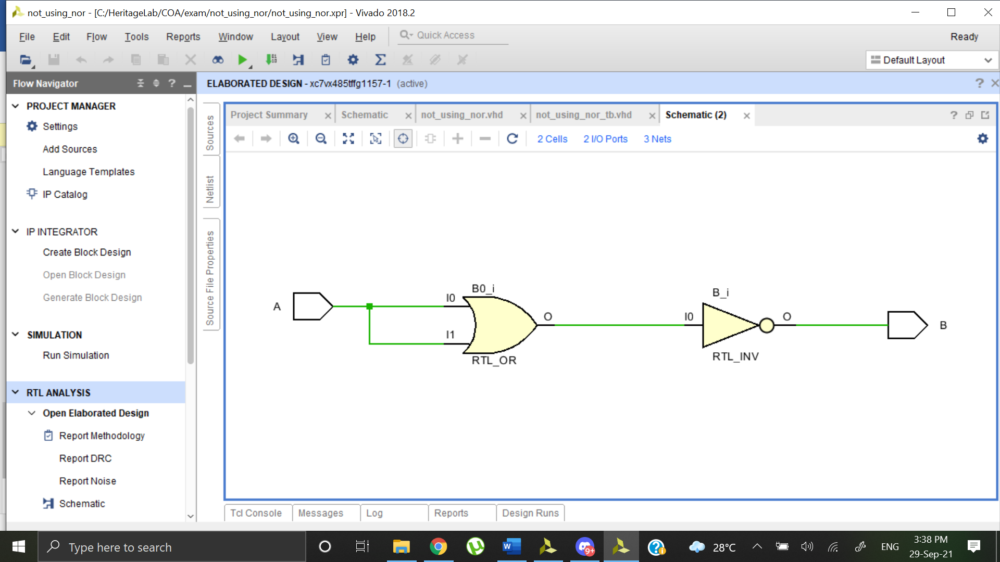 not_using_nor - [C:/HeritageLab/COA/exam/not_using_nor/not_using_nor.xpr] - Vivado 2018.2
File Edit Flow Tools Reports Window Layout View Help Quick Access Ready
Default Layout
Flow Navigator
ELABORATED DESIGN - xc7vx485tffg1157-1 (active)
PROJECT MANAGER
Settings
Add Sources
Language Templates
IP Catalog
IP INTEGRATOR
Create Block Design
Open Block Design
Generate Block Design
SIMULATION
Run Simulation
RTL ANALYSIS
Open Elaborated Design
Report Methodology
Report DRC
Report Noise
Schematic
Sources
Netlist
Source File Properties
Project Summary Schematic not_using_nor.vhd not_using_nor_tb.vhd Schematic (2)
2 Cells 2 I/O Ports 3 Nets
A
I0
I1
B0_i
O
RTL_OR
I0
B_i
O
RTL_INV
B
Tcl Console Messages Log Reports Design Runs
Type here to search
9+
28°C
ENG
3:38 PM
29-Sep-21